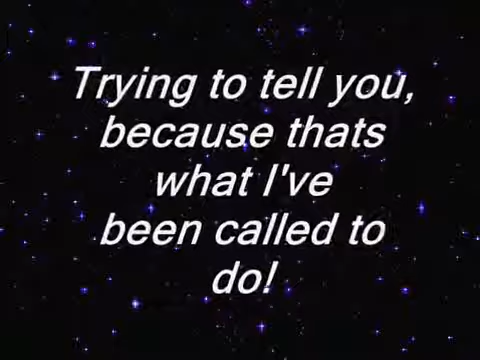 Trying to tell you,
because thats
what I've
been called to
do!